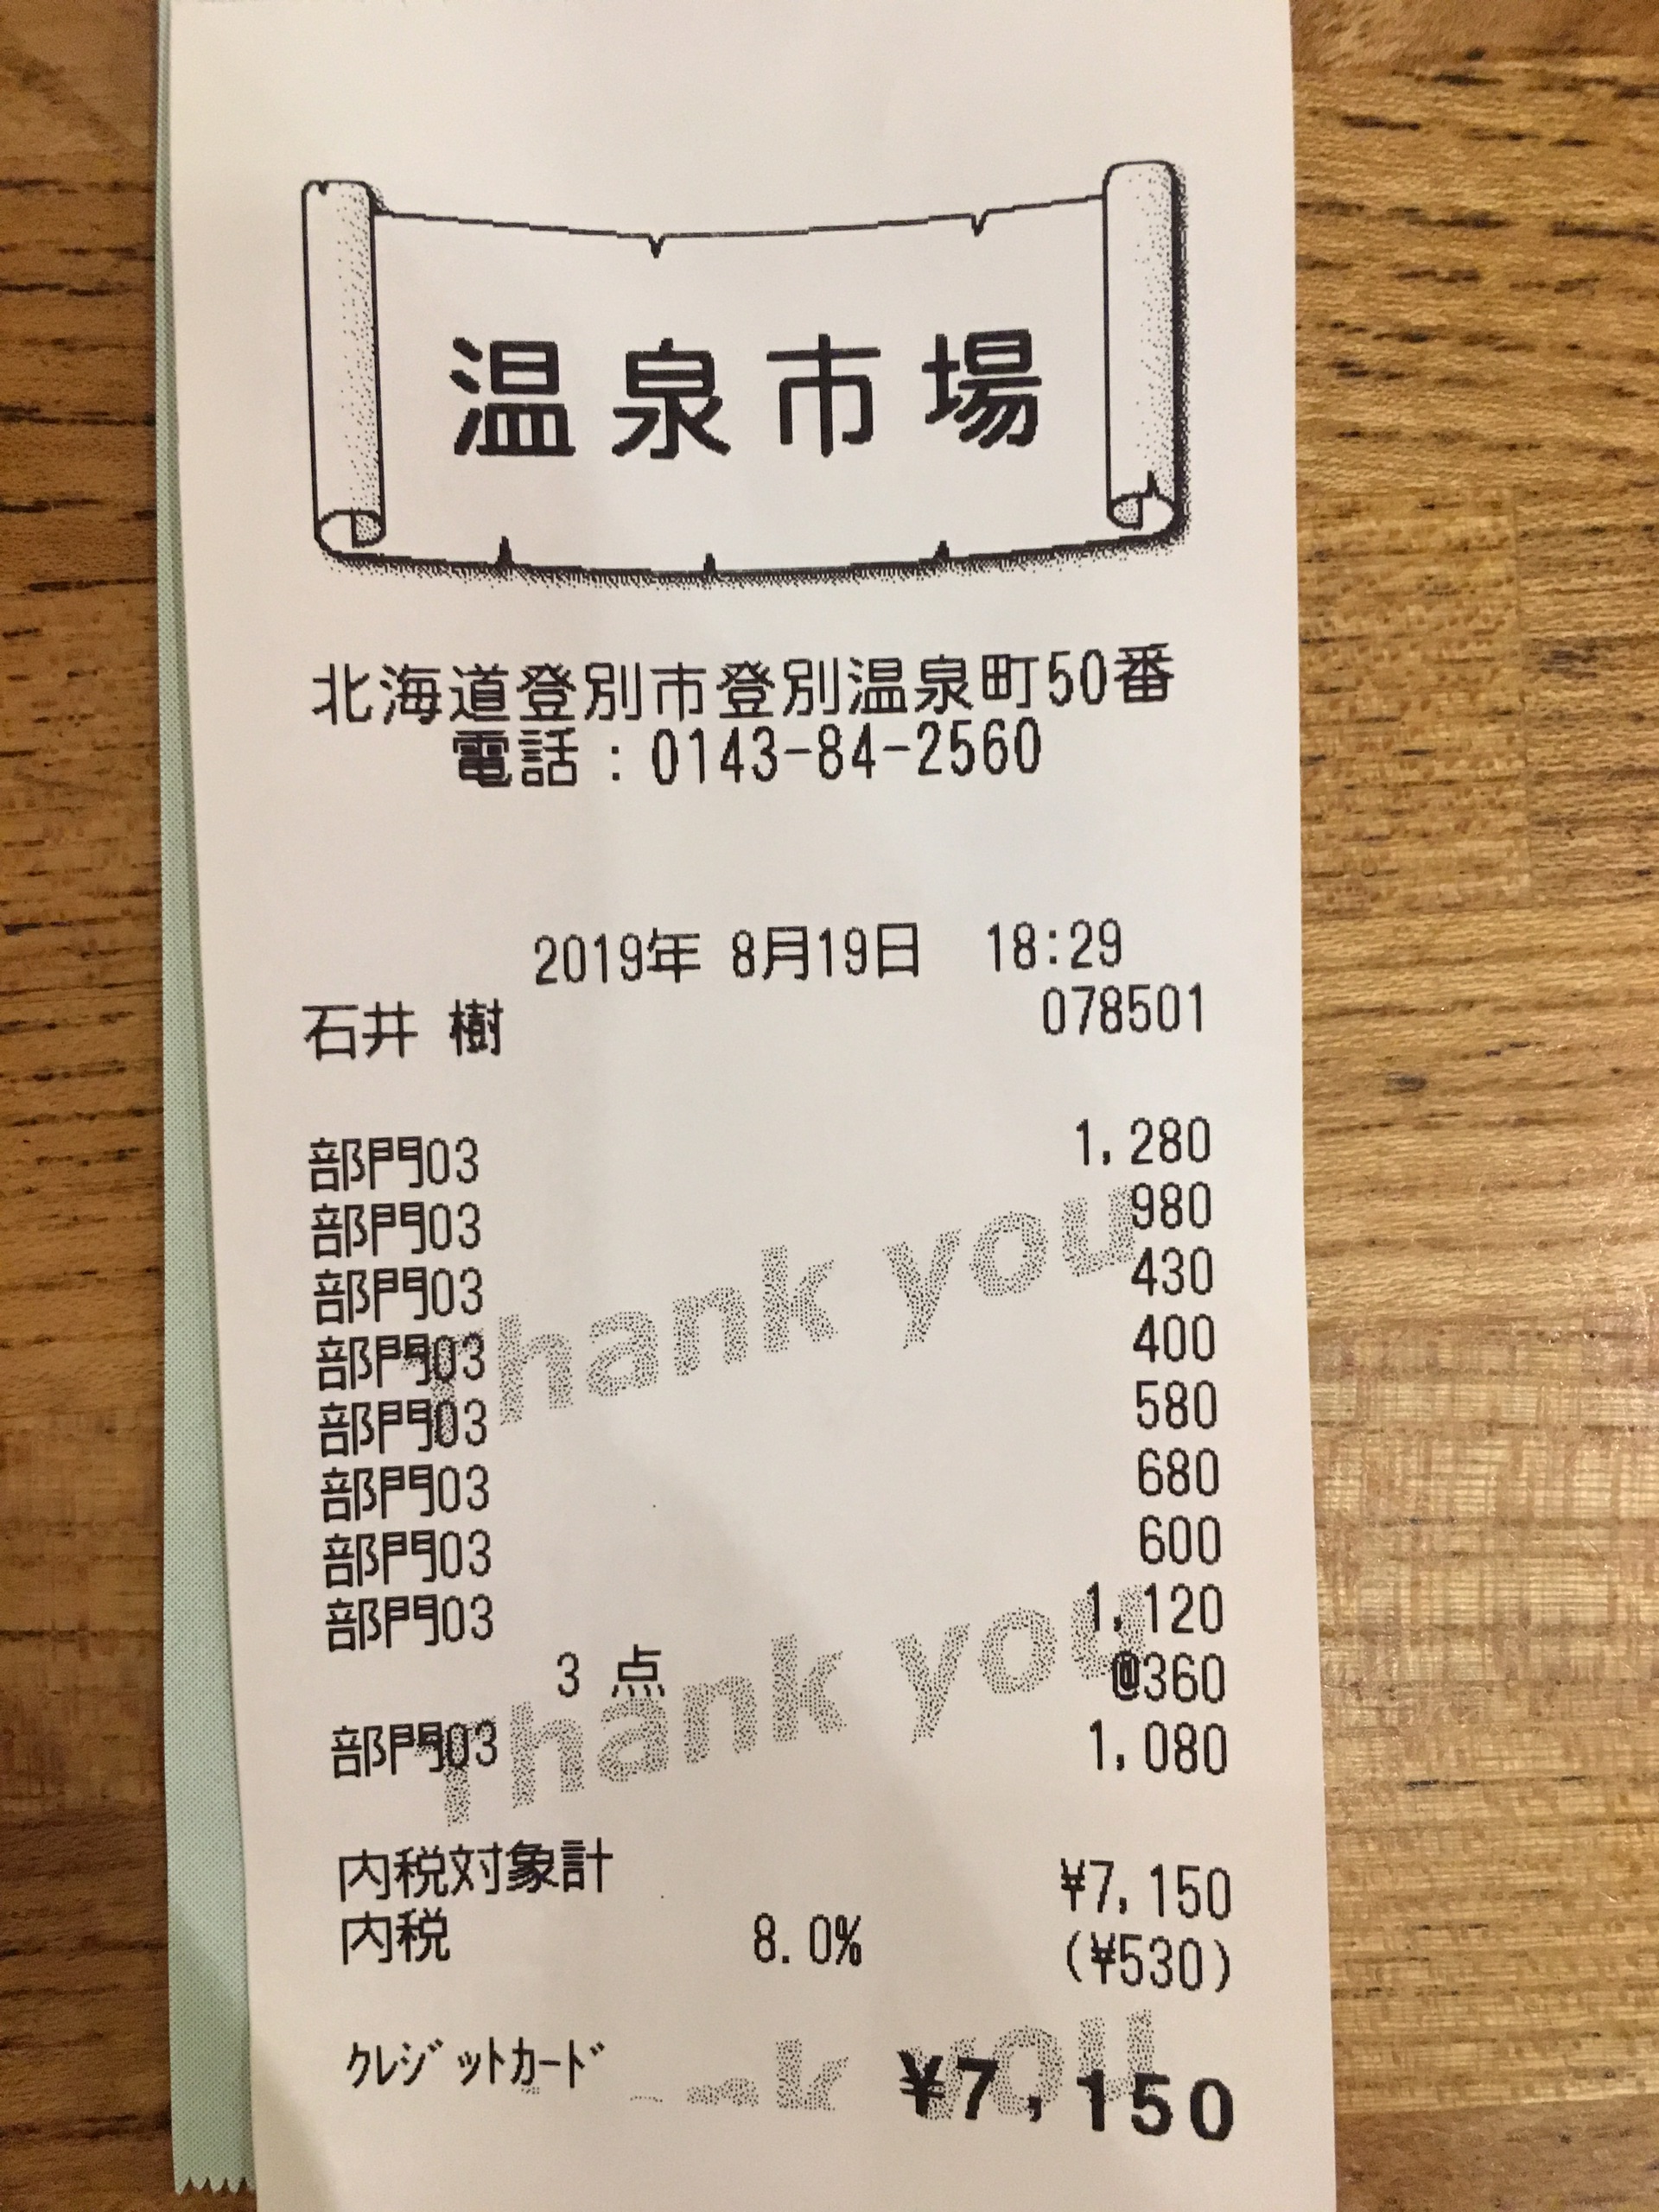 温泉市場
北海道登別市登別温泉町50番
電話：0143-84-2560
2019年 8月19日 18:29
石井 樹 078501
部門03 1,280
部門03 980
部門03 430
部門03 400
部門03 580
部門03 680
部門03 600
部門03 1,120
3 点 @360
部門03 1,080
内税対象計 ¥7,150
内税 8.0% (¥530)
ｸﾚｼﾞｯﾄｶｰﾄﾞ ¥7,150
Thank you
Thank you
you